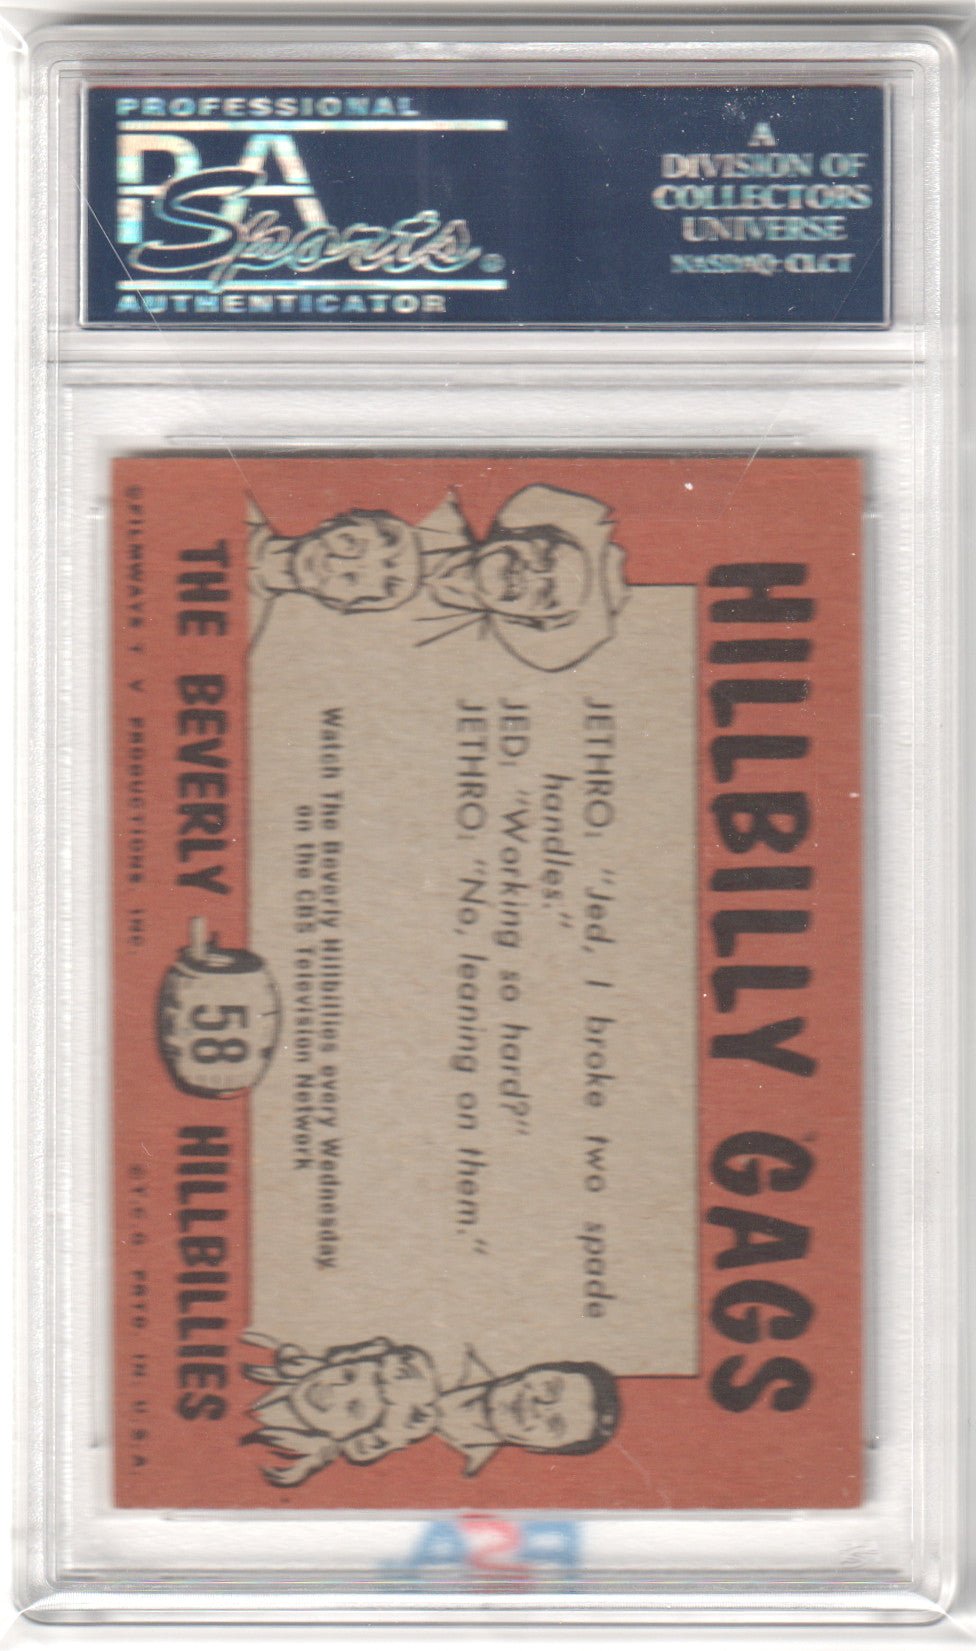 PROFESSIONAL
PSA
Sports
AUTHENTICATOR
A
DIVISION OF
COLLECTORS
UNIVERSE
NASDAQ: CLCT
HILLBILLY GAGS
JETHRO: "Jed, I broke two spade
handles."
JED: "Working so hard?"
JETHRO: "No, leaning on them."
Watch The Beverly Hillbillies every Wednesday
on the CBS Television Network
THE BEVERLY 58 HILLBILLIES
©FILMWAYS T V PRODUCTIONS, INC.
PRTD. IN U.S.A.